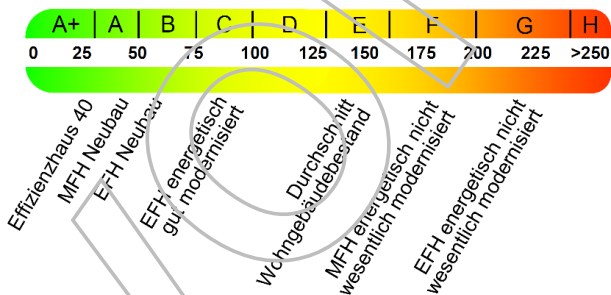 A+ A B C D E F G H
0 25 50 75 100 125 150 175 200 225 >250
Effizienzhaus 40
MFH Neubau
EFH Neubau
EFH energetisch
gut modernisiert
Durchschnitt
Wohngebäudebestand
MFH energetisch nicht
wesentlich modernisiert
EFH energetisch nicht
wesentlich modernisiert